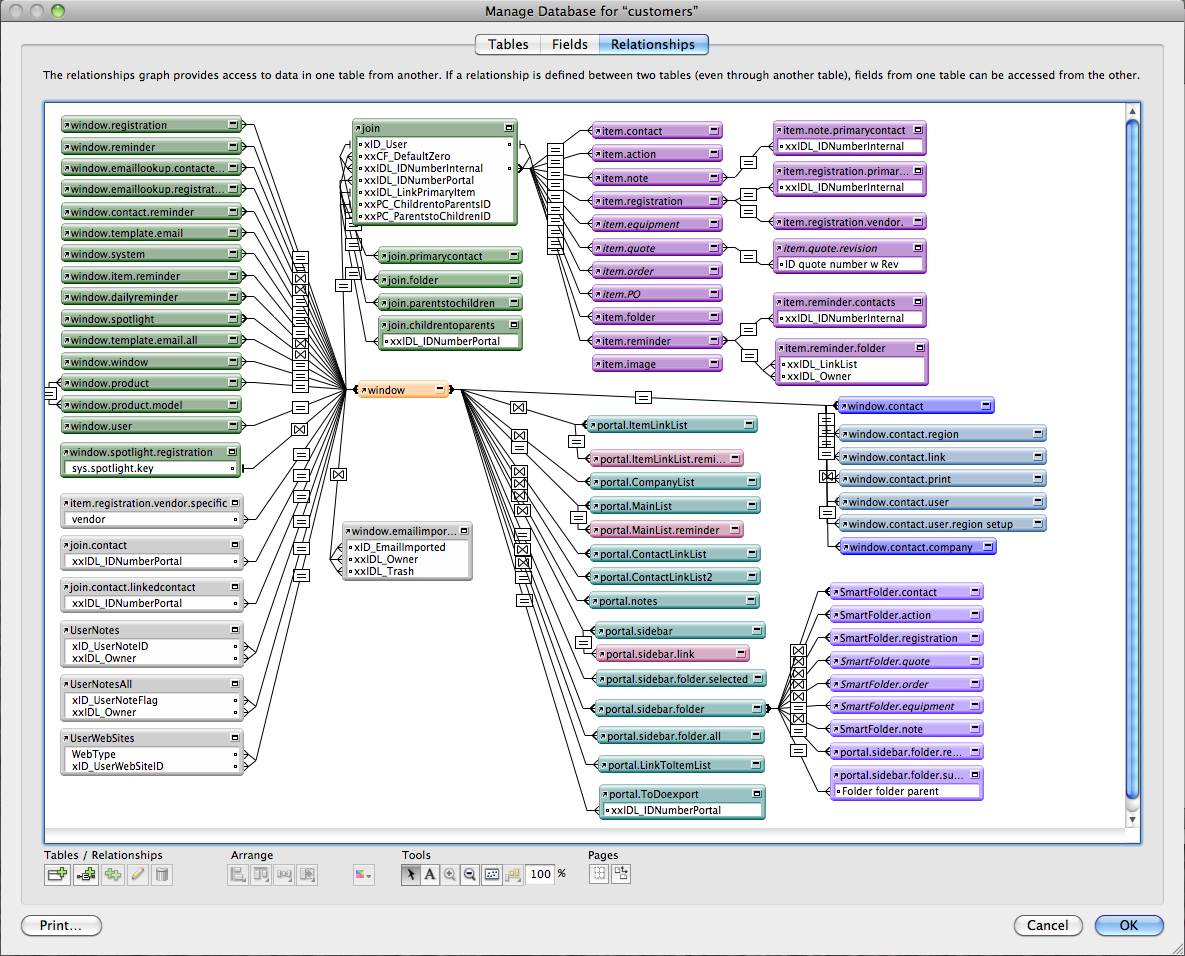 Manage Database for “customers”
Tables
Fields
Relationships
The relationships graph provides access to data in one table from another. If a relationship is defined between two tables (even through another table), fields from one table can be accessed from the other.
window.registration
window.reminder
window.emaillookup.contacte...
window.emaillookup.registrat...
window.contact.reminder
window.template.email
window.system
window.item.reminder
window.dailyreminder
window.spotlight
window.template.email.all
window.window
window.product
window.product.model
window.user
window.spotlight.registration
sys.spotlight.key
item.registration.vendor.specific
vendor
join.contact
xxIDL_IDNumberPortal
join.contact.linkedcontact
xxIDL_IDNumberPortal
UserNotes
xID_UserNoteID
xxIDL_Owner
UserNotesAll
xID_UserNoteFlag
xxIDL_Owner
UserWebSites
WebType
xID_UserWebSiteID
join
xID_User
xxCF_DefaultZero
xxIDL_IDNumberInternal
xxIDL_IDNumberPortal
xxIDL_LinkPrimaryItem
xxPC_ChildrentoParentsID
xxPC_ParentstoChildrenID
join.primarycontact
join.folder
join.parentstochildren
join.childrentoparents
xxIDL_IDNumberPortal
window
window.emailimpor...
xID_EmailImported
xxIDL_Owner
xxIDL_Trash
item.contact
item.action
item.note
item.registration
item.equipment
item.quote
item.order
item.PO
item.folder
item.reminder
item.image
item.note.primarycontact
xxIDL_IDNumberInternal
item.registration.primar...
xxIDL_IDNumberInternal
item.registration.vendor.
item.quote.revision
ID quote number w Rev
item.reminder.contacts
xxIDL_IDNumberInternal
item.reminder.folder
xxIDL_LinkList
xxIDL_Owner
window.contact
window.contact.region
window.contact.link
window.contact.print
window.contact.user
window.contact.user.region setup
window.contact.company
portal.ItemLinkList
portal.ItemLinkList.remi...
portal.CompanyList
portal.MainList
portal.MainList.reminder
portal.ContactLinkList
portal.ContactLinkList2
portal.notes
portal.sidebar
portal.sidebar.link
portal.sidebar.folder.selected
portal.sidebar.folder
portal.sidebar.folder.all
portal.LinkToItemList
portal.ToDoexport
xxIDL_IDNumberPortal
SmartFolder.contact
SmartFolder.action
SmartFolder.registration
SmartFolder.quote
SmartFolder.order
SmartFolder.equipment
SmartFolder.note
portal.sidebar.folder.re...
portal.sidebar.folder.su...
Folder folder parent
Tables / Relationships
Arrange
Tools
Pages
A
100 %
Print...
Cancel
OK